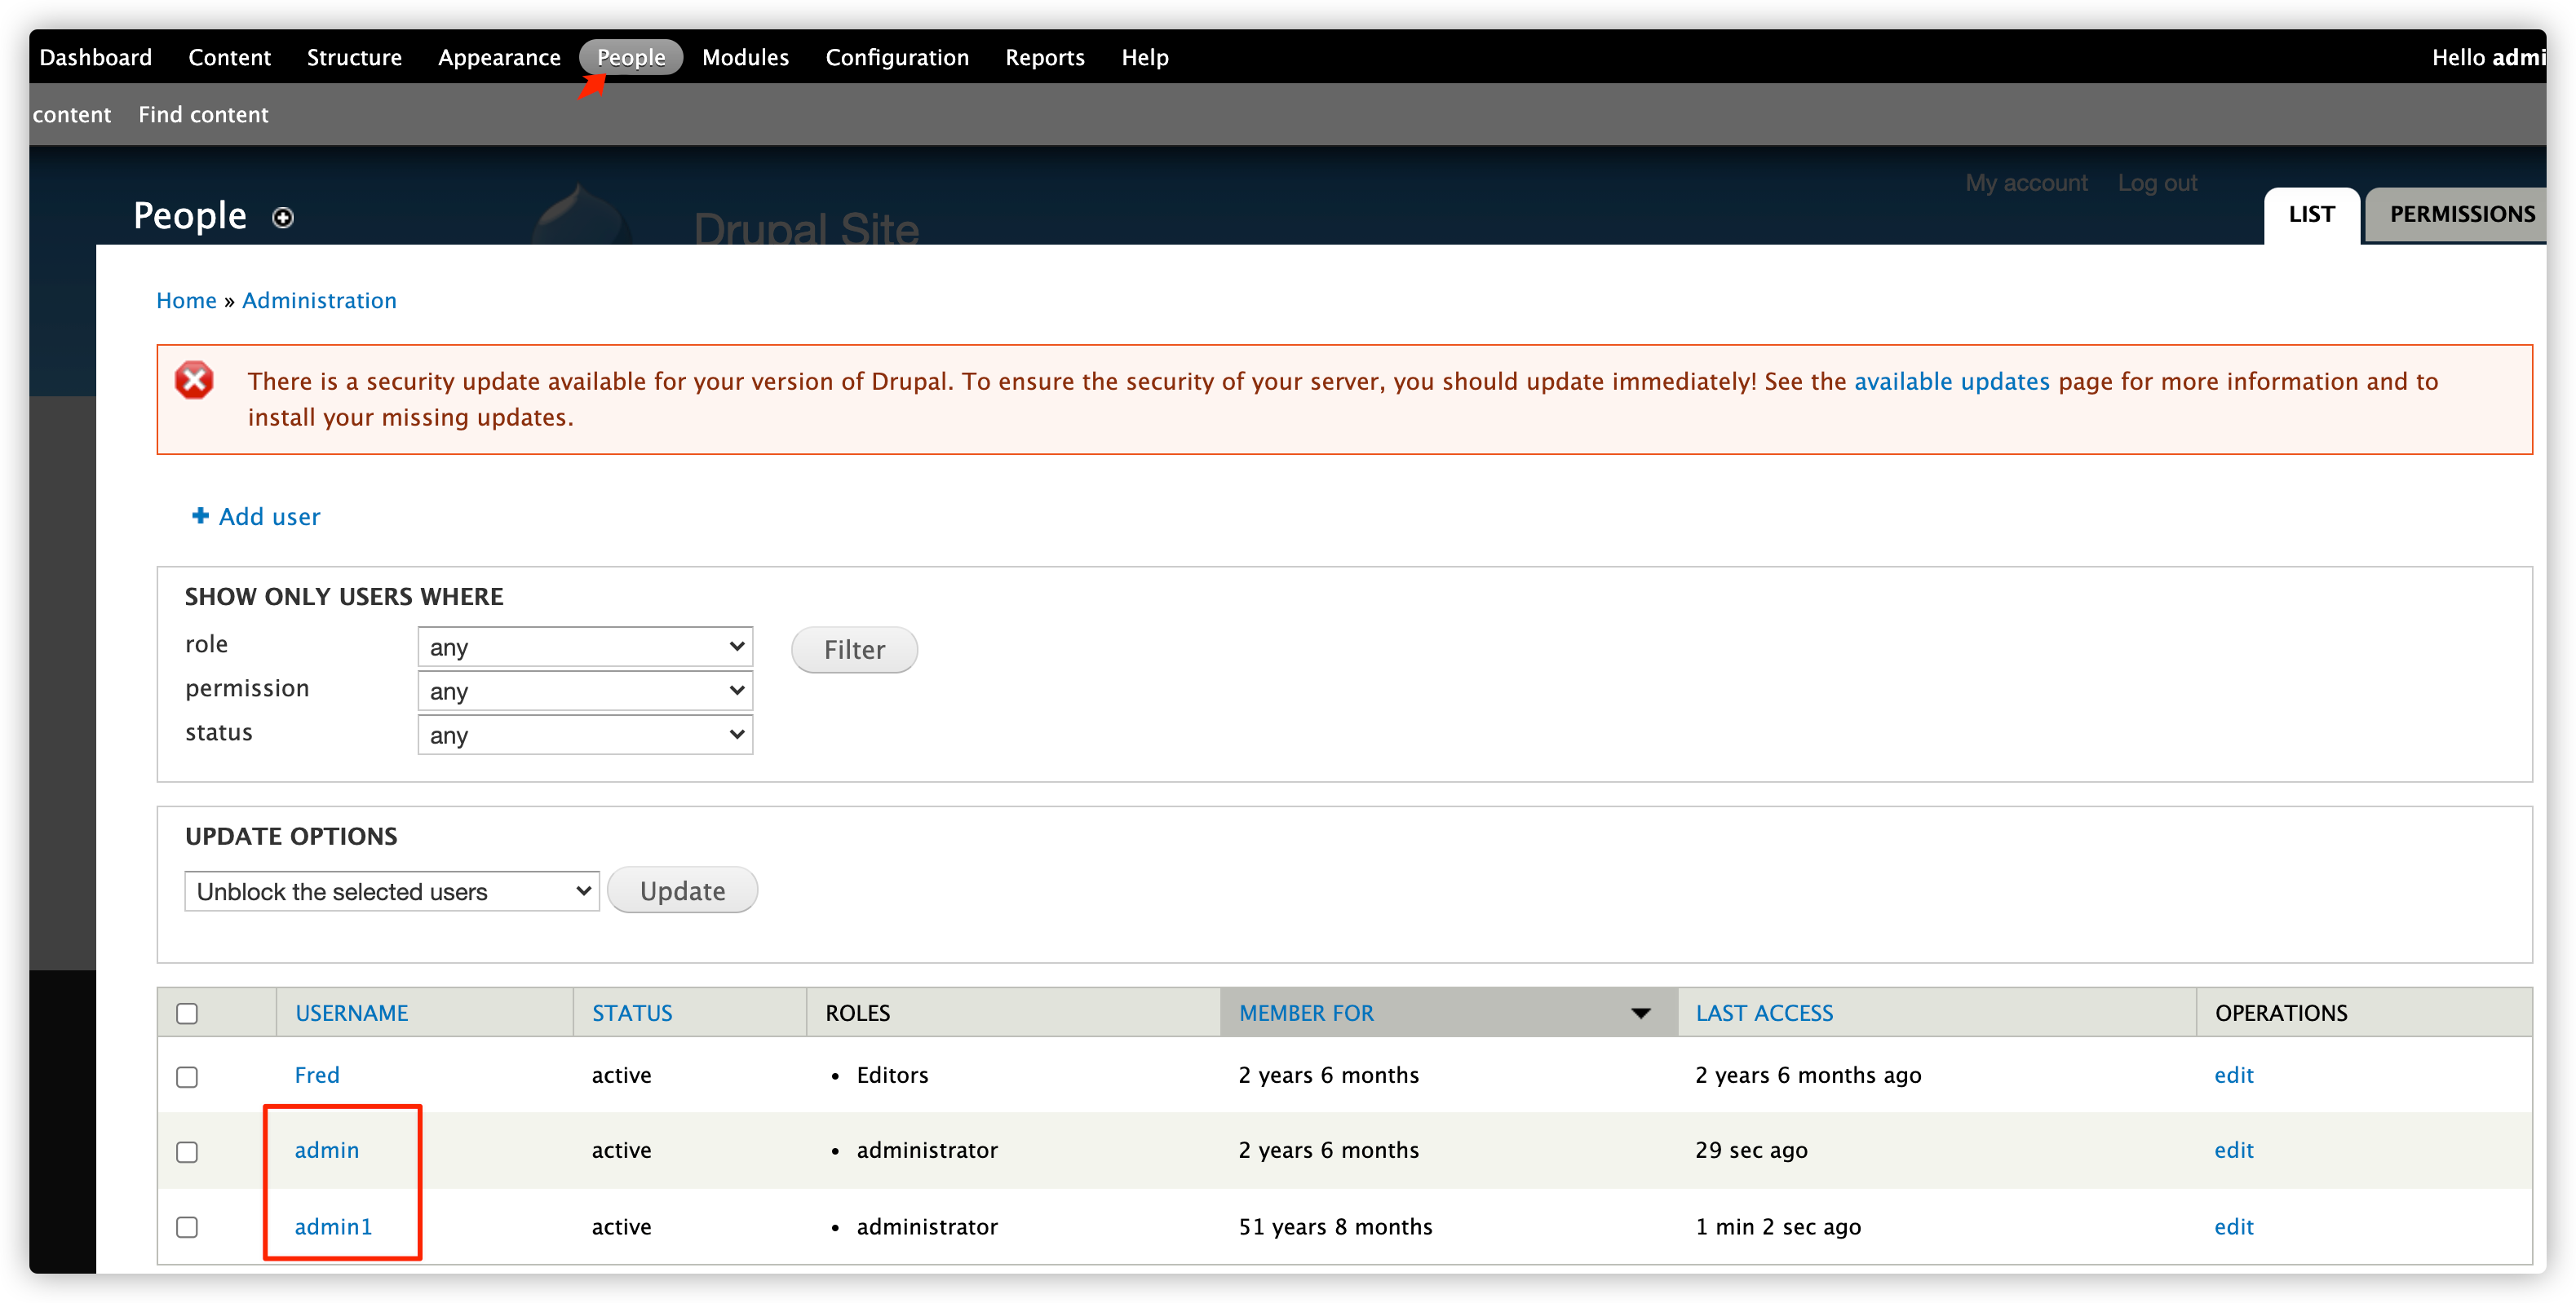 Dashboard Content Structure Appearance People Modules Configuration Reports Help Hello admi
content Find content
My account Log out
People Drupal Site LIST PERMISSIONS
Home » Administration
There is a security update available for your version of Drupal. To ensure the security of your server, you should update immediately! See the available updates page for more information and to
install your missing updates.
Add user
SHOW ONLY USERS WHERE
role any Filter
permission any
status any
UPDATE OPTIONS
Unblock the selected users Update
USERNAME STATUS ROLES MEMBER FOR LAST ACCESS OPERATIONS
Fred active • Editors 2 years 6 months 2 years 6 months ago edit
admin active • administrator 2 years 6 months 29 sec ago edit
admin1 active • administrator 51 years 8 months 1 min 2 sec ago edit